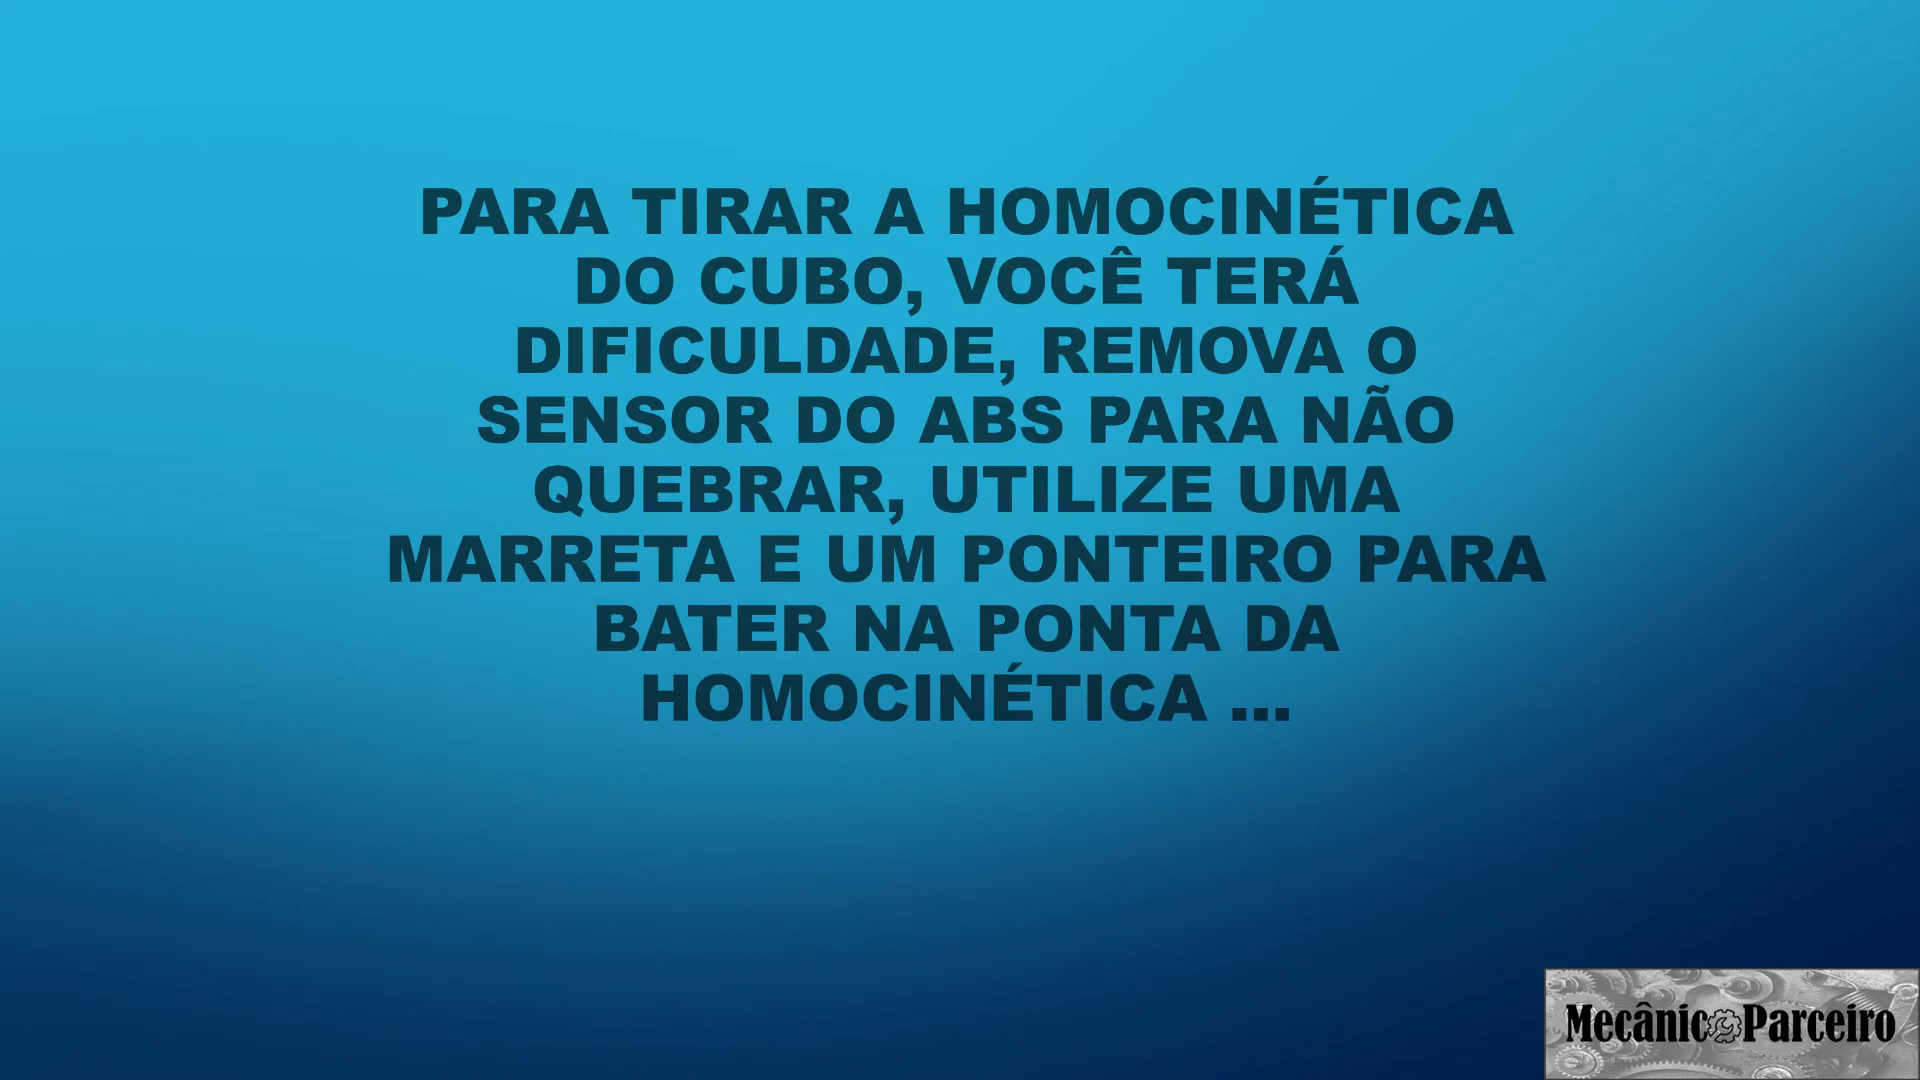 PARA TIRAR A HOMOCINÉTICA
DO CUBO, VOCÊ TERÁ
DIFICULDADE, REMOVA O
SENSOR DO ABS PARA NÃO
QUEBRAR, UTILIZE UMA
MARRETA E UM PONTEIRO PARA
BATER NA PONTA DA
HOMOCINÉTICA ...
Mecânico Parceiro